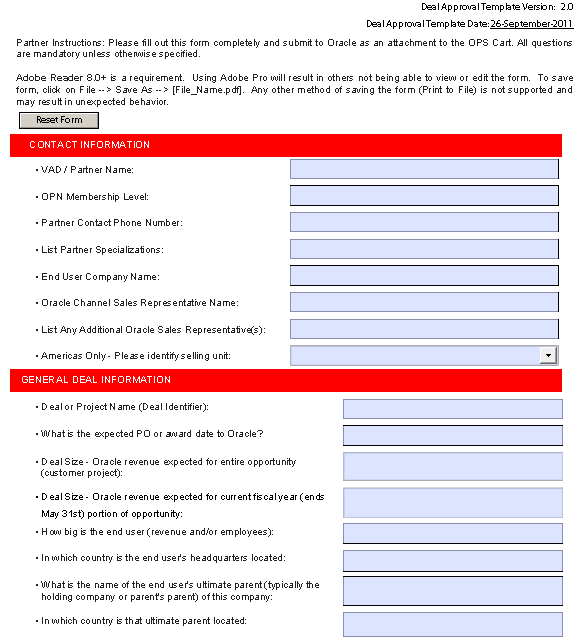 Deal Approval Template Version: 2.0
Deal Approval Template Date: 26-September-2011
Partner Instructions: Please fill out this form completely and submit to Oracle as an attachment to the OPS Cart. All questions
are mandatory unless otherwise specified.
Adobe Reader 8.0+ is a requirement. Using Adobe Pro will result in others not being able to view or edit the form. To save
form, click on File --> Save As --> [File_Name.pdf]. Any other method of saving the form (Print to File) is not supported and
may result in unexpected behavior.
Reset Form
CONTACT INFORMATION
• VAD / Partner Name:
• OPN Membership Level:
• Partner Contact Phone Number:
• List Partner Specializations:
• End User Company Name:
• Oracle Channel Sales Representative Name:
• List Any Additional Oracle Sales Representative(s):
• Americas Only - Please identify selling unit:
GENERAL DEAL INFORMATION
• Deal or Project Name (Deal Identifier):
• What is the expected PO or award date to Oracle?
• Deal Size - Oracle revenue expected for entire opportunity
(customer project):
• Deal Size - Oracle revenue expected for current fiscal year (ends
May 31st) portion of opportunity:
• How big is the end user (revenue and/or employees):
• In which country is the end user's headquarters located:
• What is the name of the end user's ultimate parent (typically the
holding company or parent's parent) of this company:
• In which country is that ultimate parent located: